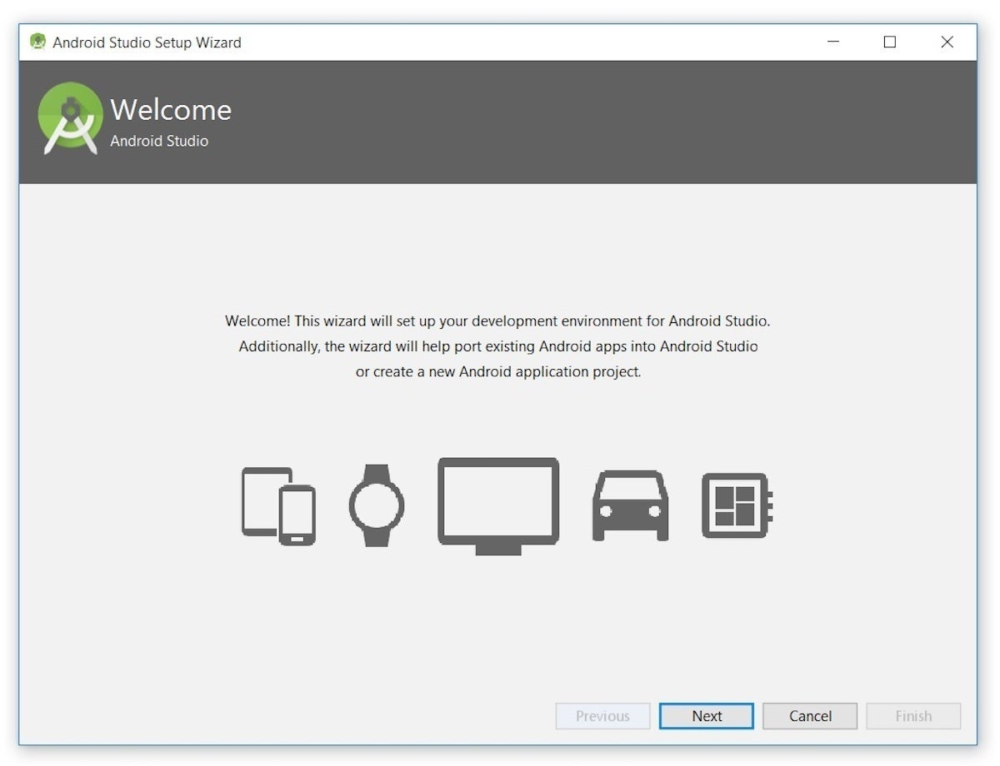 Android Studio Setup Wizard
Welcome
Android Studio
Welcome! This wizard will set up your development environment for Android Studio.
Additionally, the wizard will help port existing Android apps into Android Studio
or create a new Android application project.
Previous Next Cancel Finish